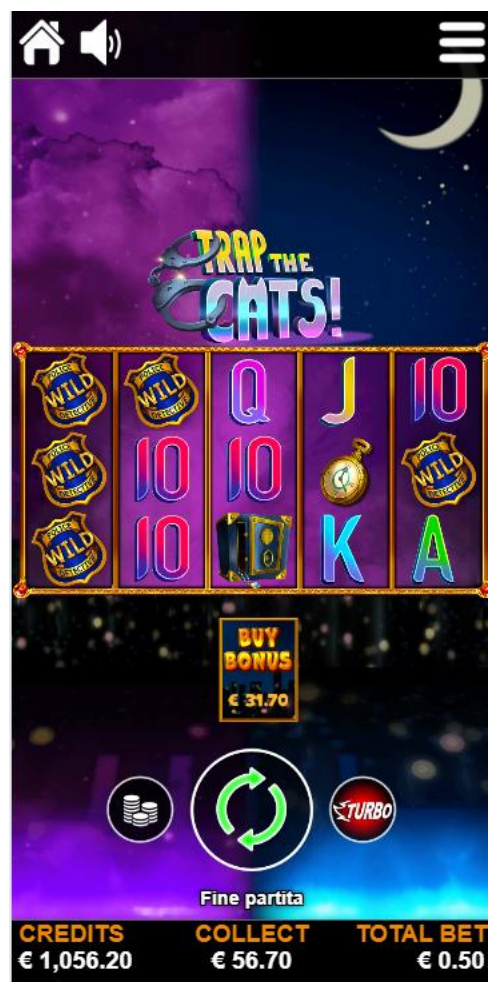 TRAP THE
CATS!
POLICE WILD DETECTIVE POLICE WILD DETECTIVE Q J 10
POLICE WILD DETECTIVE 10 10 POLICE WILD DETECTIVE
POLICE WILD DETECTIVE 10 K A
BUY
BONUS
€ 31.70
TURBO
Fine partita
CREDITS COLLECT TOTAL BET
€ 1,056.20 € 56.70 € 0.50